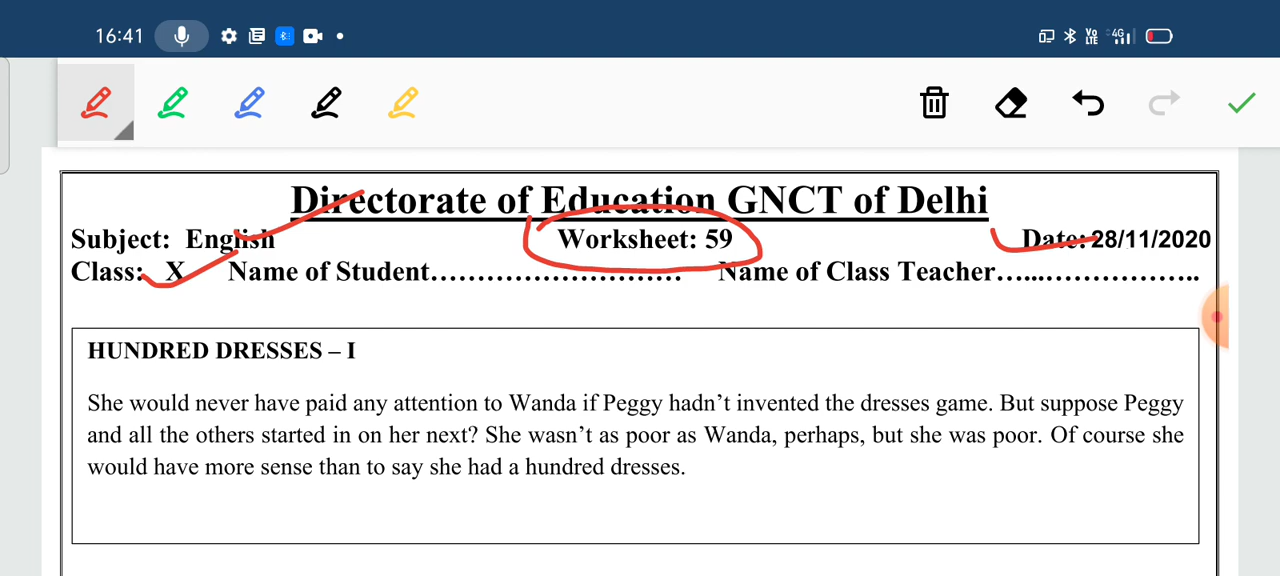 16:41
Vo LTE 4G
Directorate of Education GNCT of Delhi
Subject: English Worksheet: 59 Date: 28/11/2020
Class: X Name of Student............................ Name of Class Teacher.........................
HUNDRED DRESSES – I
She would never have paid any attention to Wanda if Peggy hadn’t invented the dresses game. But suppose Peggy
and all the others started in on her next? She wasn’t as poor as Wanda, perhaps, but she was poor. Of course she
would have more sense than to say she had a hundred dresses.